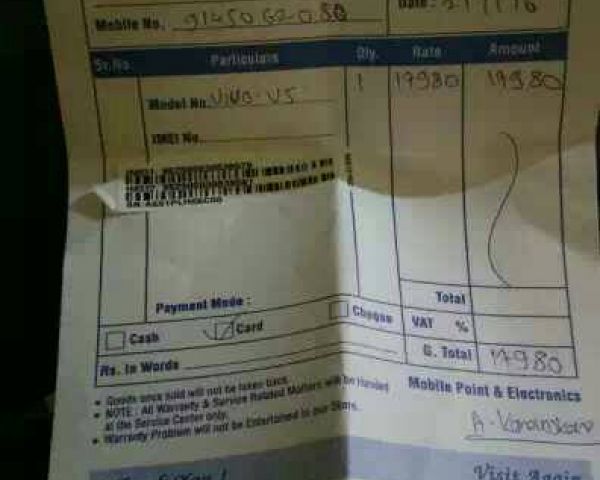 Mobile No. 91450 62080 Date:
Sr.No. Particulars Qty. Rate Amount
Model No. Vivo-V5 1 17980 17980
IMEI No.
Payment Mode :
Total
Cash Card Cheque VAT %
Rs. In Words G. Total 17980
• Goods once sold will not be taken back.
Mobile Point & Electronics
• NOTE : All Warranty & Service Related Matters will be Handled
at the Service Center only.
• Warranty Problem will not be Entertained in our Store.
Visit Again